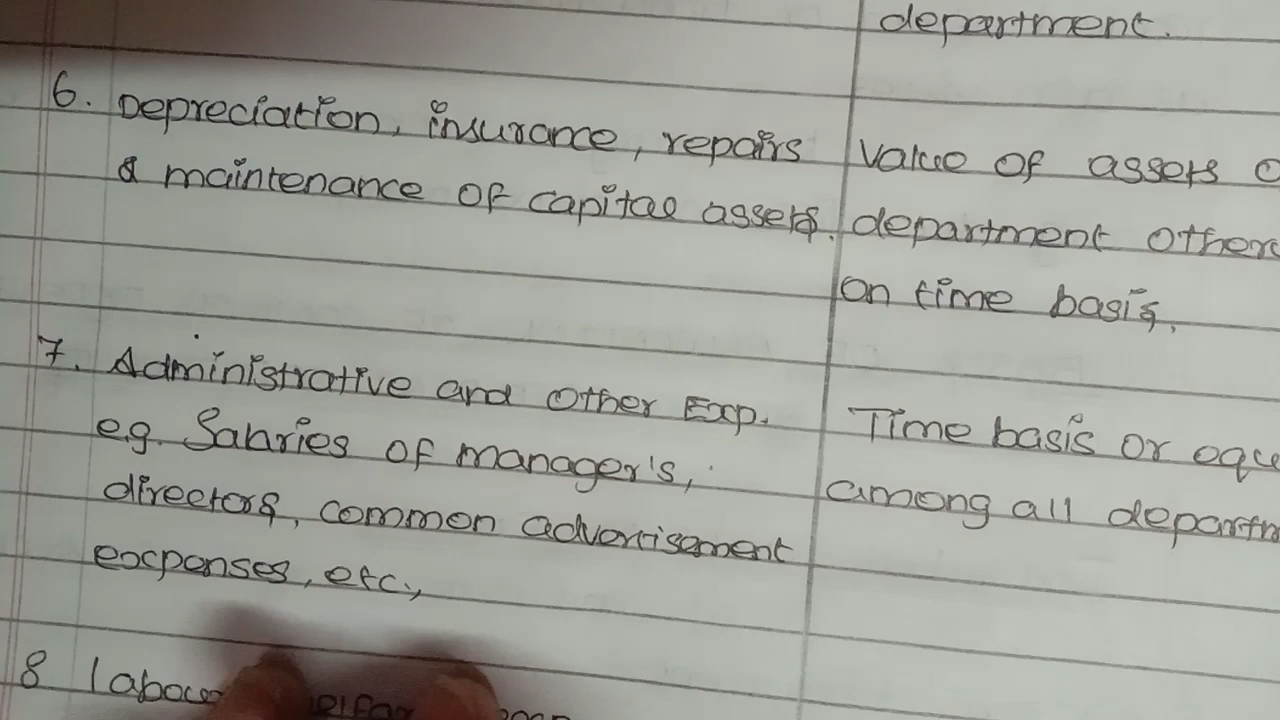 department.
6. Depreciation, insurance, repairs
& maintenance of capital assets.
Value of assets
department other
on time basis.
7. Administrative and other Exp.
e.g. Salaries of manager's,
directors, common advertisement
expenses, etc.,
Time basis or
among all
8